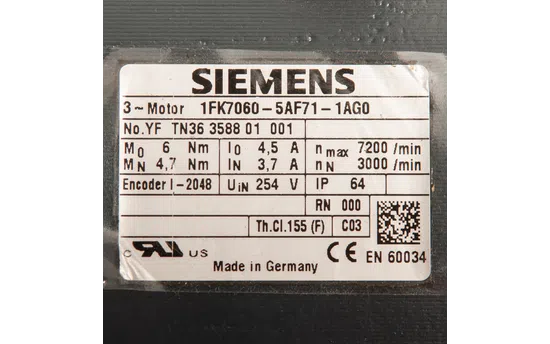 SIEMENS
3~Motor 1FK7060-5AF71-1AG0
No.YF TN36 3588 01 001
M0 6 Nm I0 4,5 A n max 7200 /min
MN 4,7 Nm IN 3,7 A nN 3000 /min
Encoder I-2048 UIN 254 V IP 64
RN 000
Th.Cl.155 (F) C03
c RU US CE EN 60034
Made in Germany